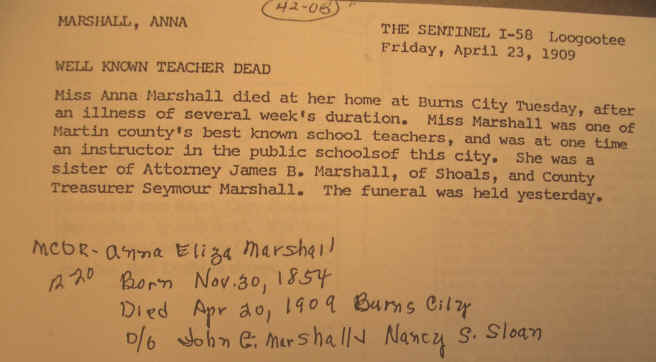 42-06
MARSHALL, ANNA
THE SENTINEL I-58 Loogootee
Friday, April 23, 1909
WELL KNOWN TEACHER DEAD
Miss Anna Marshall died at her home at Burns City Tuesday, after
an illness of several week's duration. Miss Marshall was one of
Martin county's best known school teachers, and was at one time
an instructor in the public schoolsof this city. She was a
sister of Attorney James B. Marshall, of Shoals, and County
Treasurer Seymour Marshall. The funeral was held yesterday.
MCDR- Anna Eliza Marshall
Born Nov. 30, 1854
Died Apr 20, 1909 Burns City
D/o John E. Marshall & Nancy S. Sloan